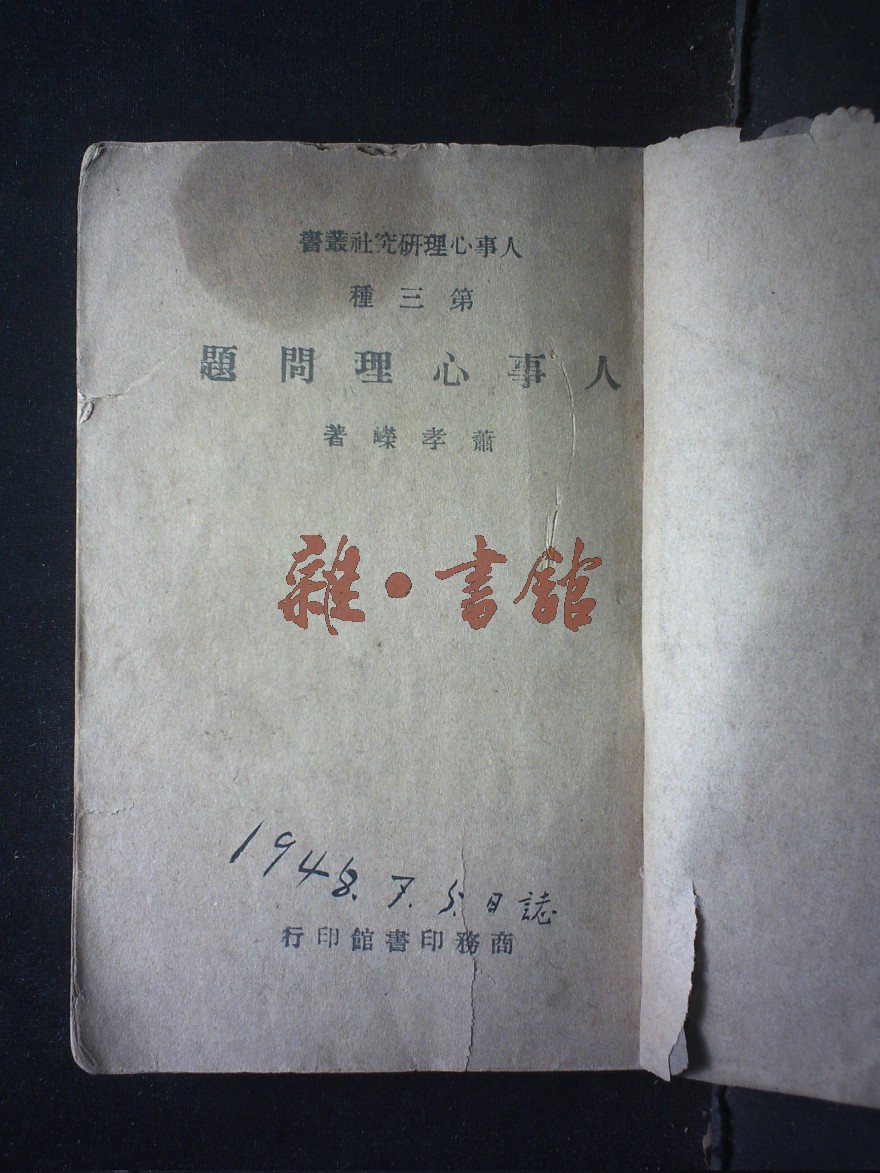 人事心理研究社叢書
第三種
人事心理問題
蕭孝嶸著
雜·書館
1948.7.5.日誌
商務印書館印行